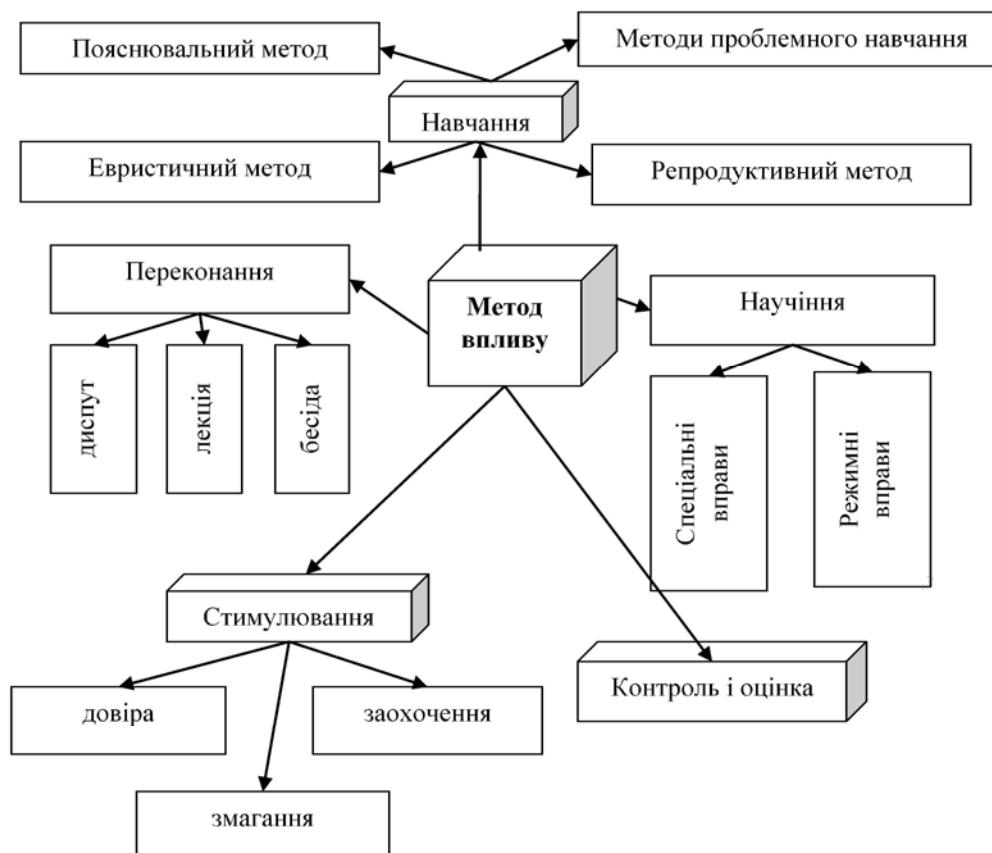 Пояснювальний метод
Методи проблемного навчання
Навчання
Евристичний метод
Репродуктивний метод
Переконання
Метод
впливу
Научіння
диспут
лекція
бесіда
Спеціальні
вправи
Режимні
вправи
Стимулювання
Контроль і оцінка
довіра
заохочення
змагання